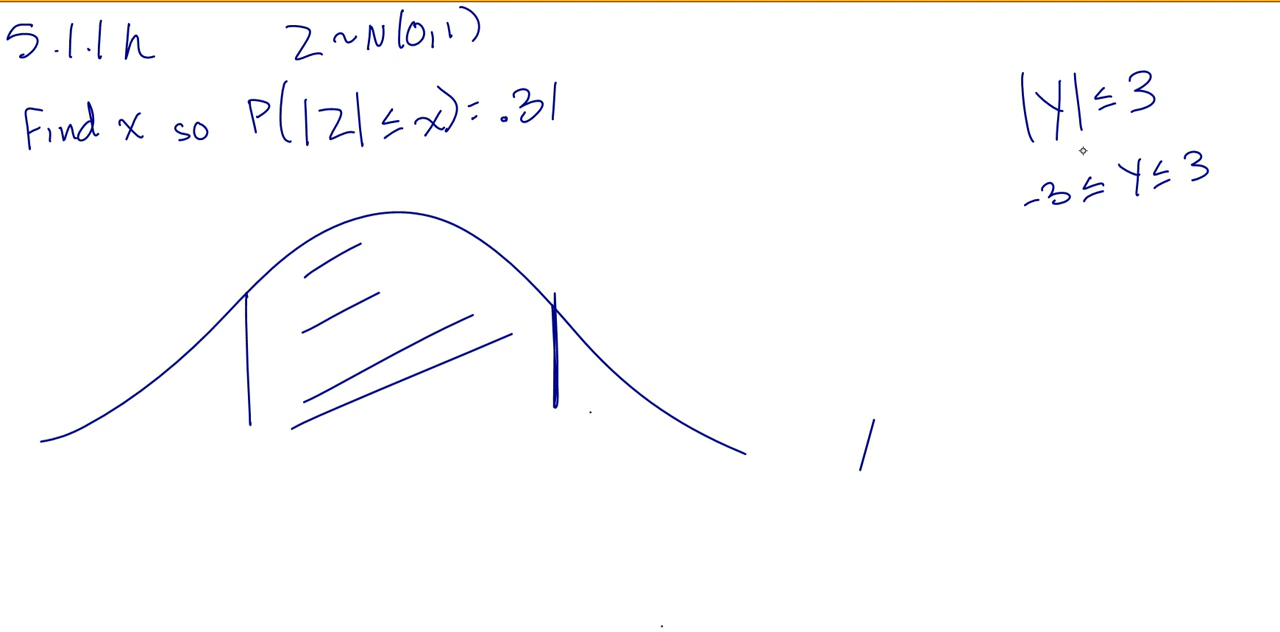 5.1.1h Z~N(0,1)
Find x so P(|Z| ≤ x) = .31
|Y| ≤ 3
-3 ≤ Y ≤ 3